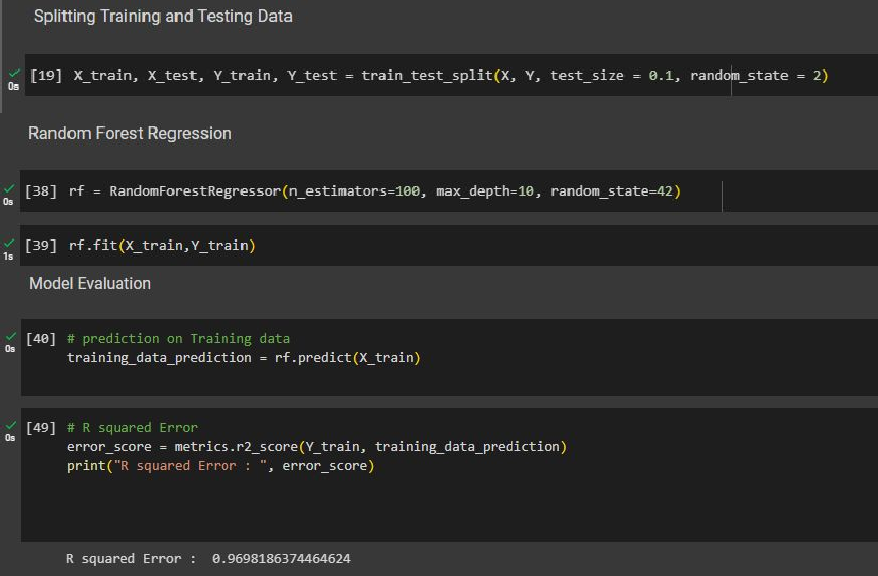 Splitting Training and Testing Data
0s
[19] X_train, X_test, Y_train, Y_test = train_test_split(X, Y, test_size = 0.1, random_state = 2)
Random Forest Regression
0s
[38] rf = RandomForestRegressor(n_estimators=100, max_depth=10, random_state=42)
1s
[39] rf.fit(X_train,Y_train)
Model Evaluation
0s
[40] # prediction on Training data
training_data_prediction = rf.predict(X_train)
0s
[49] # R squared Error
error_score = metrics.r2_score(Y_train, training_data_prediction)
print("R squared Error : ", error_score)
R squared Error :  0.9698186374464624